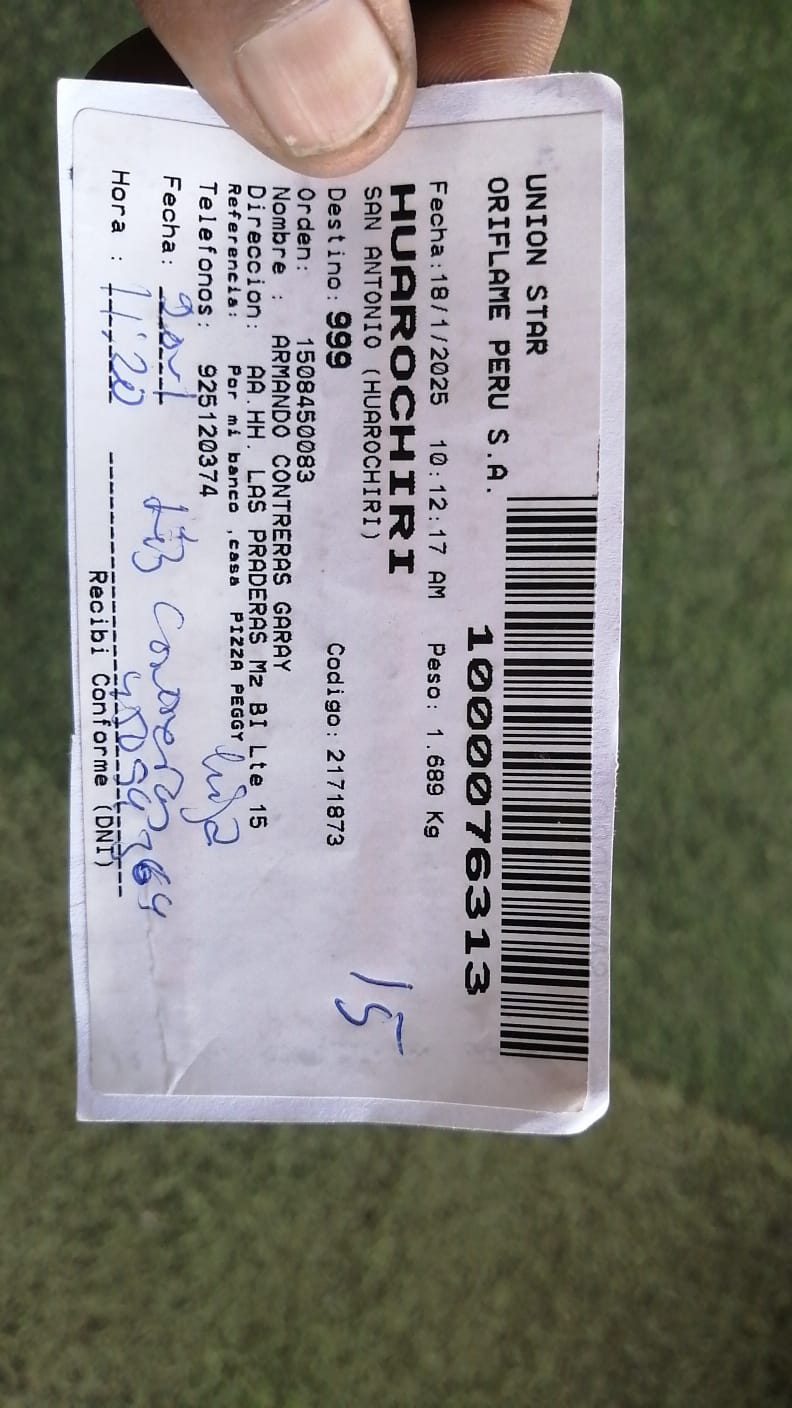 UNION STAR
ORIFLAME PERU S.A.
1000076313
Fecha:18/1/2025 10:12:17 AM Peso: 1.689 Kg
HUAROCHIRI
SAN ANTONIO (HUAROCHIRI)
15
Destino: 999 Codigo: 2171873
Orden: 1508450083
Nombre : ARMANDO CONTRERAS GARAY
Direccion: AA.HH. LAS PRADERAS Mz BI Lte 15
Referencia: Por mi banco ,casa PIZZA PEGGY
Telefonos: 925120374
hija
Fecha: 20/1
Hora : 11:20
Recibi Conforme (DNI)